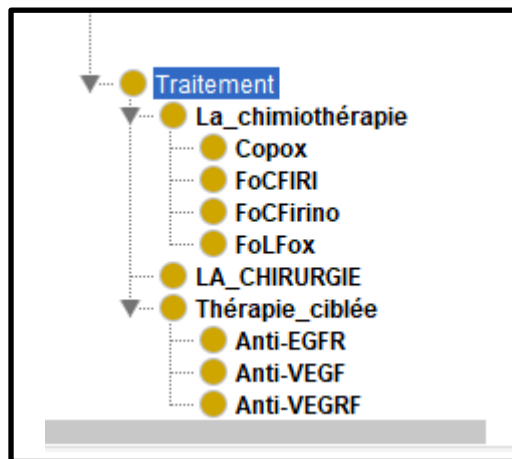 Traitement
La_chimiothérapie
Copox
FoCFIRI
FoCFirino
FoLFox
LA_CHIRURGIE
Thérapie_ciblée
Anti-EGFR
Anti-VEGF
Anti-VEGRF